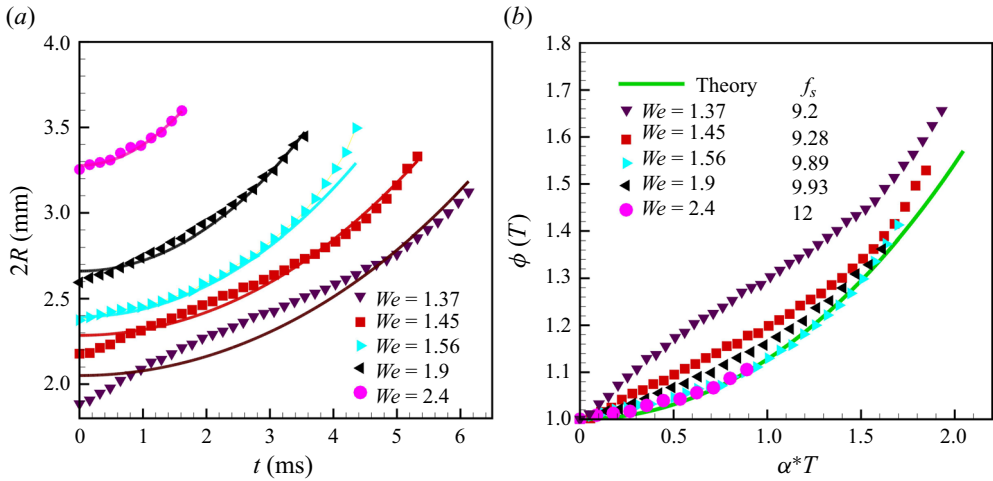 (a)
4.0
3.5
3.0
2.5
2.0
2R (mm)
0
1
2
3
4
5
6
t (ms)
We = 1.37
We = 1.45
We = 1.56
We = 1.9
We = 2.4
(b)
1.8
1.7
1.6
1.5
1.4
1.3
1.2
1.1
1.0
ϕ (T)
0
0.5
1.0
1.5
2.0
α*T
Theory fs
We = 1.37 9.2
We = 1.45 9.28
We = 1.56 9.89
We = 1.9 9.93
We = 2.4 12